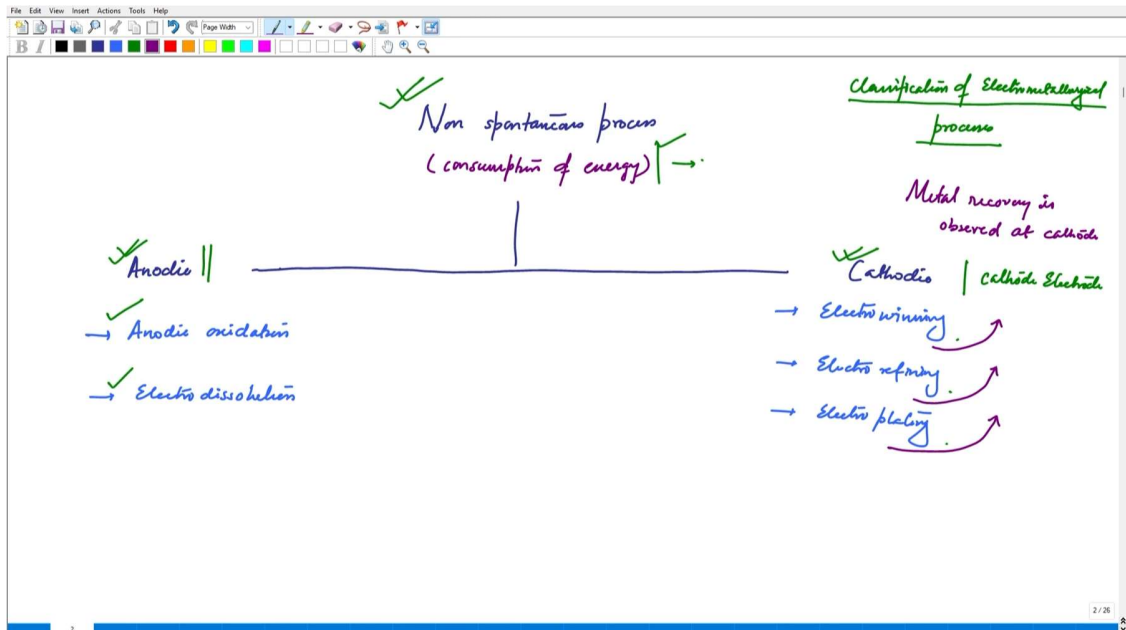 File Edit View Insert Actions Tools Help
Page Width
B I
Classification of Electrometallurgical
process
Non spontaneous process
(consumption of energy) →
Metal recovery is
observed at cathode
Anodic
Cathodic | Cathode Electrode
→ Anodic oxidation
→ Electro dissolution
→ Electrowinning
→ Electro refining
→ Electro plating
2 / 26